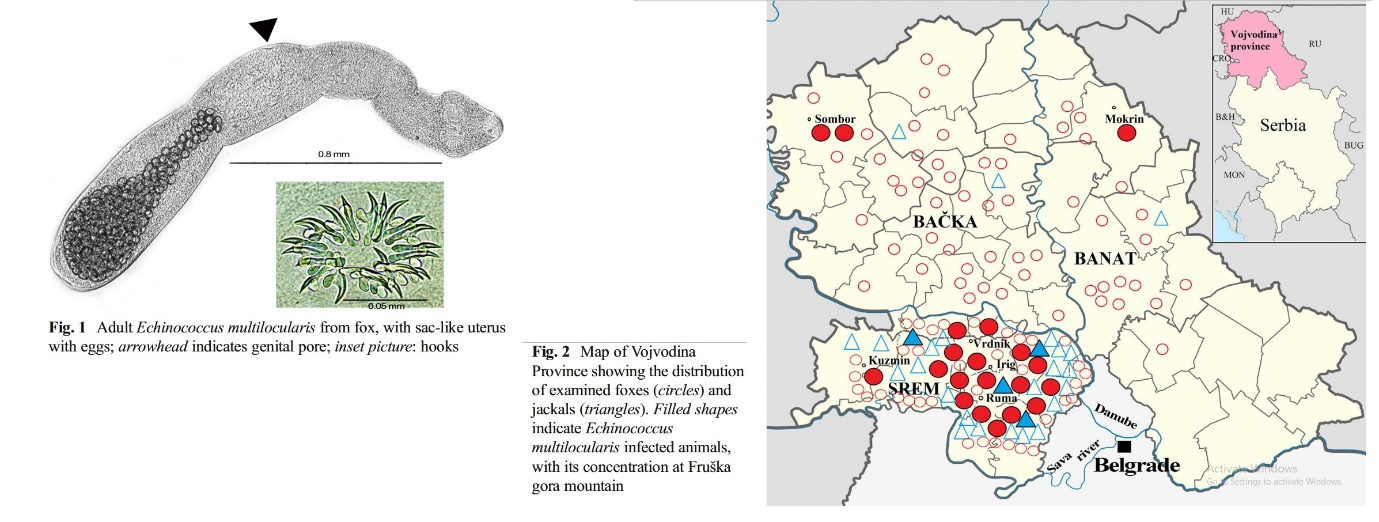 0.8 mm
0.05 mm
Fig. 1 Adult Echinococcus multilocularis from fox, with sac-like uterus
with eggs; arrowhead indicates genital pore; inset picture: hooks
Fig. 2 Map of Vojvodina
Province showing the distribution
of examined foxes (circles) and
jackals (triangles). Filled shapes
indicate Echinococcus
multilocularis infected animals,
with its concentration at Fruška
gora mountain
Sombor
Mokrin
BAČKA
BANAT
Vrdnik
Kuzmin
Irig
SREM
Ruma
Danube
Sava river
Belgrade
HU
Vojvodina
province
RU
CRO
B&H
Serbia
BUG
MON
Activate Windows
Go to Settings to activate Windows.